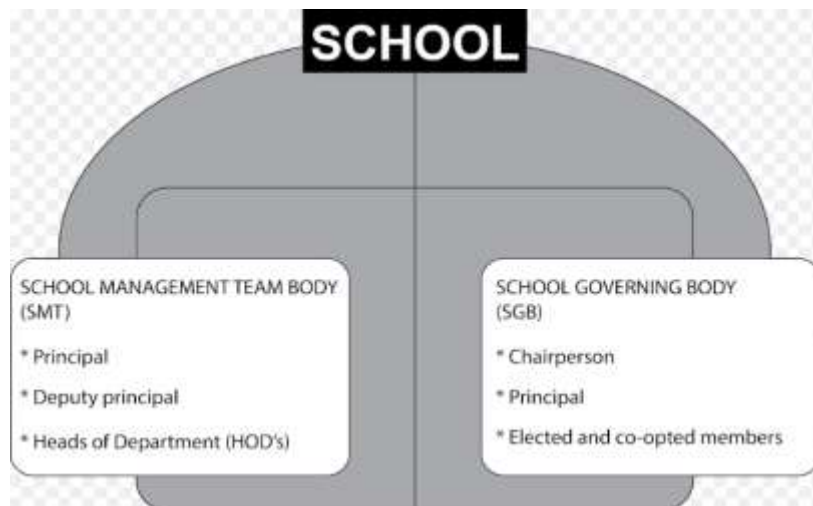 SCHOOL
SCHOOL MANAGEMENT TEAM BODY
(SMT)
* Principal
* Deputy principal
* Heads of Department (HOD's)
SCHOOL GOVERNING BODY
(SGB)
* Chairperson
* Principal
* Elected and co-opted members